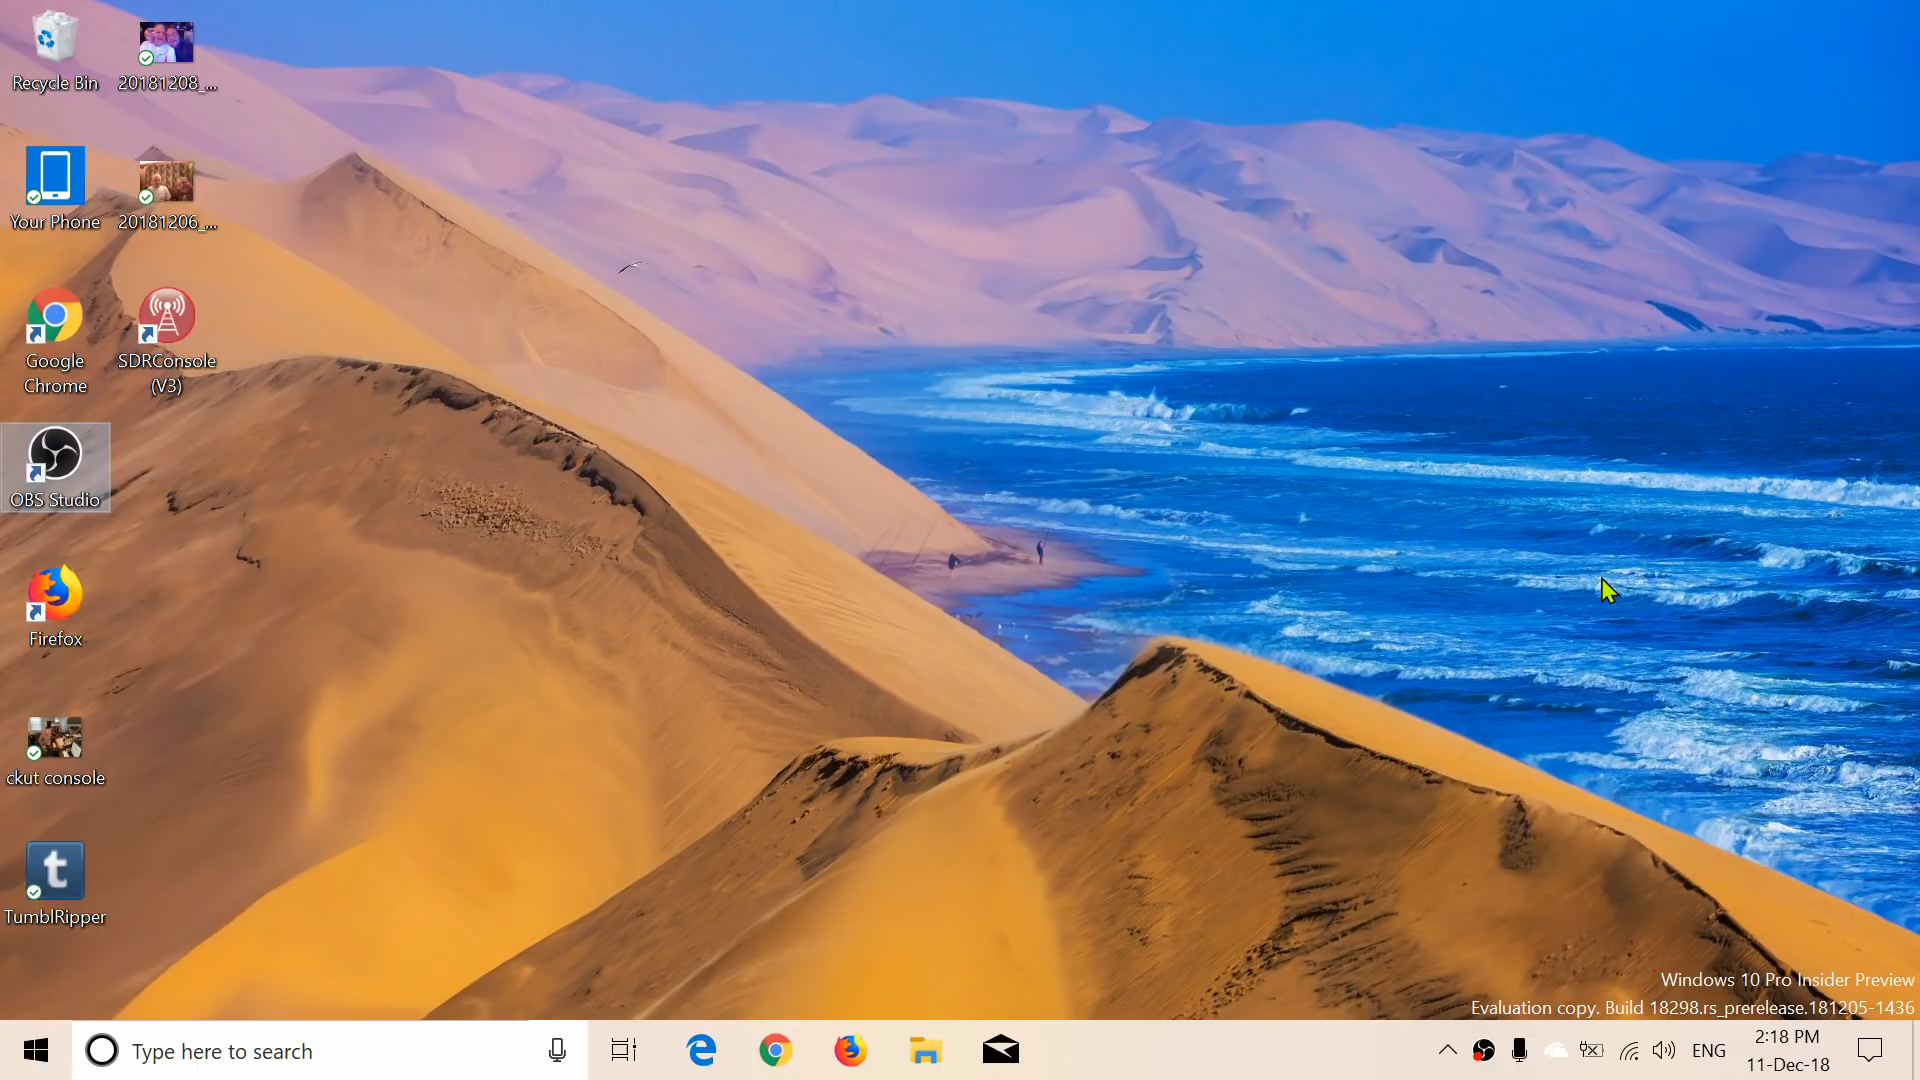 Recycle Bin
20181208_...
Your Phone
20181206_...
Google
Chrome
SDRConsole
(V3)
OBS Studio
Firefox
ckut console
t
TumblRipper
Windows 10 Pro Insider Preview
Evaluation copy. Build 18298.rs_prerelease.181205-1436
Type here to search
ENG
2:18 PM
11-Dec-18